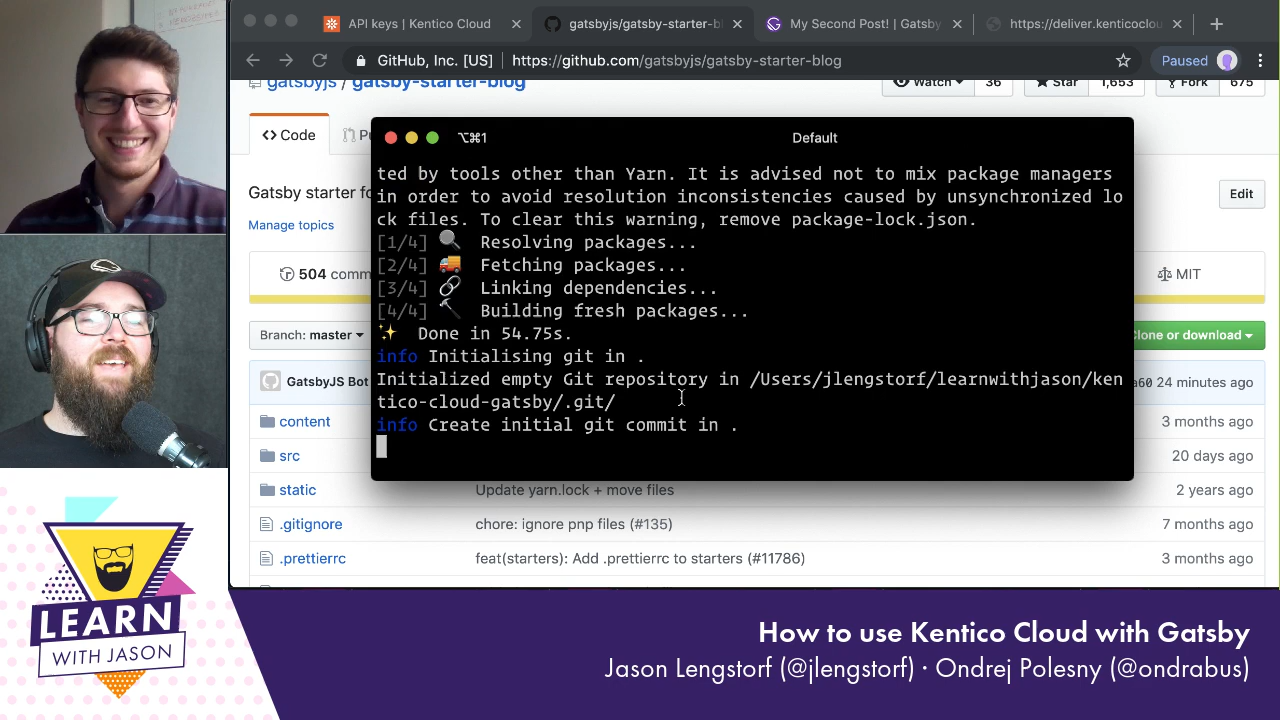 API keys | Kentico Cloud
gatsbyjs/gatsby-starter-bl
My Second Post! | Gatsby
https://deliver.kenticoclou
GitHub, Inc. [US] | https://github.com/gatsbyjs/gatsby-starter-blog
Paused
gatsbyjs / gatsby-starter-blog
Watch 36 Star 1,653 Fork 675
Code
Gatsby starter fo
Edit
Manage topics
504 comm
MIT
Branch: master
Clone or download
GatsbyJS Bot
a60 24 minutes ago
content
3 months ago
src
20 days ago
static
Update yarn.lock + move files
2 years ago
.gitignore
chore: ignore pnp files (#135)
7 months ago
.prettierrc
feat(starters): Add .prettierrc to starters (#11786)
3 months ago
⌥⌘1
Default
ted by tools other than Yarn. It is advised not to mix package managers
in order to avoid resolution inconsistencies caused by unsynchronized lo
ck files. To clear this warning, remove package-lock.json.
[1/4] 🔍 Resolving packages...
[2/4] 🚚 Fetching packages...
[3/4] 🔗 Linking dependencies...
[4/4] 🔨 Building fresh packages...
✨ Done in 54.75s.
info Initialising git in .
Initialized empty Git repository in /Users/jlengstorf/learnwithjason/ken
tico-cloud-gatsby/.git/
info Create initial git commit in .
LEARN
WITH JASON
How to use Kentico Cloud with Gatsby
Jason Lengstorf (@jlengstorf) · Ondrej Polesny (@ondrabus)